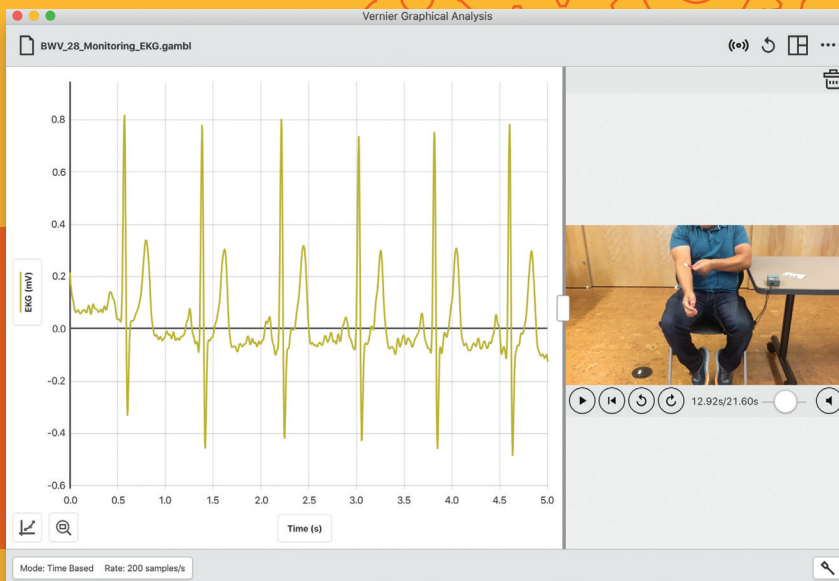 Vernier Graphical Analysis
BWV_28_Monitoring_EKG.gambl
0.8
0.6
0.4
0.2
0.0
-0.2
-0.4
-0.6
EKG (mV)
0.0 0.5 1.0 1.5 2.0 2.5 3.0 3.5 4.0 4.5 5.0
Time (s)
12.92s/21.60s
Mode: Time Based Rate: 200 samples/s